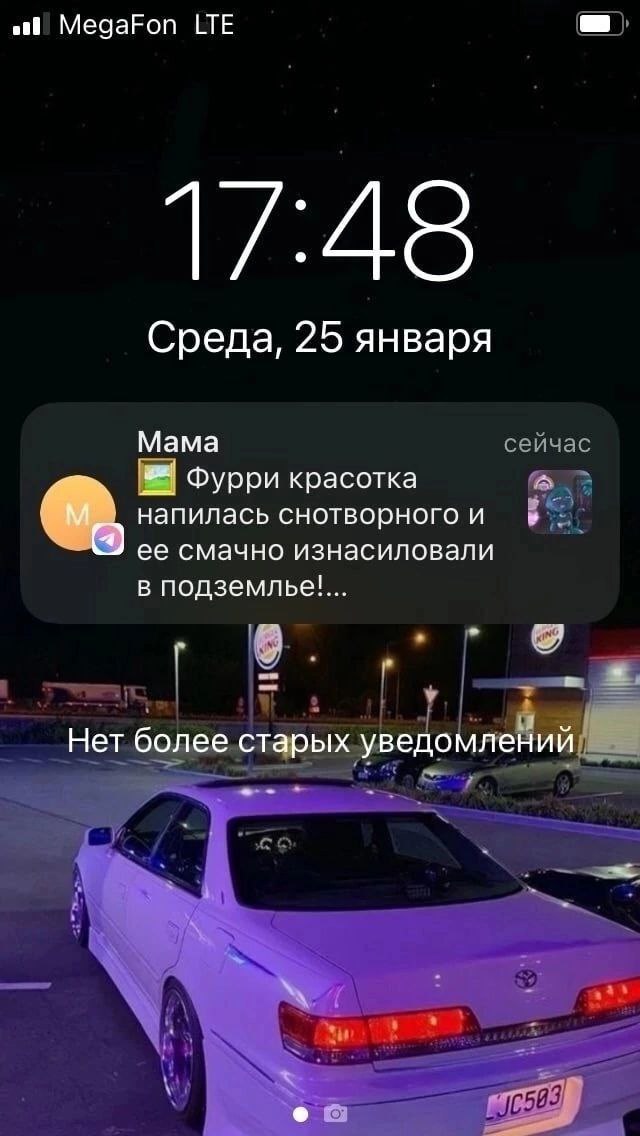 MegaFon LTE
17:48
Среда, 25 января
Мама
сейчас
🖼 Фурри красотка
напилась снотворного и
ее смачно изнасиловали
в подземлье!...
М
KING
KING
Нет более старых уведомлений
JC503